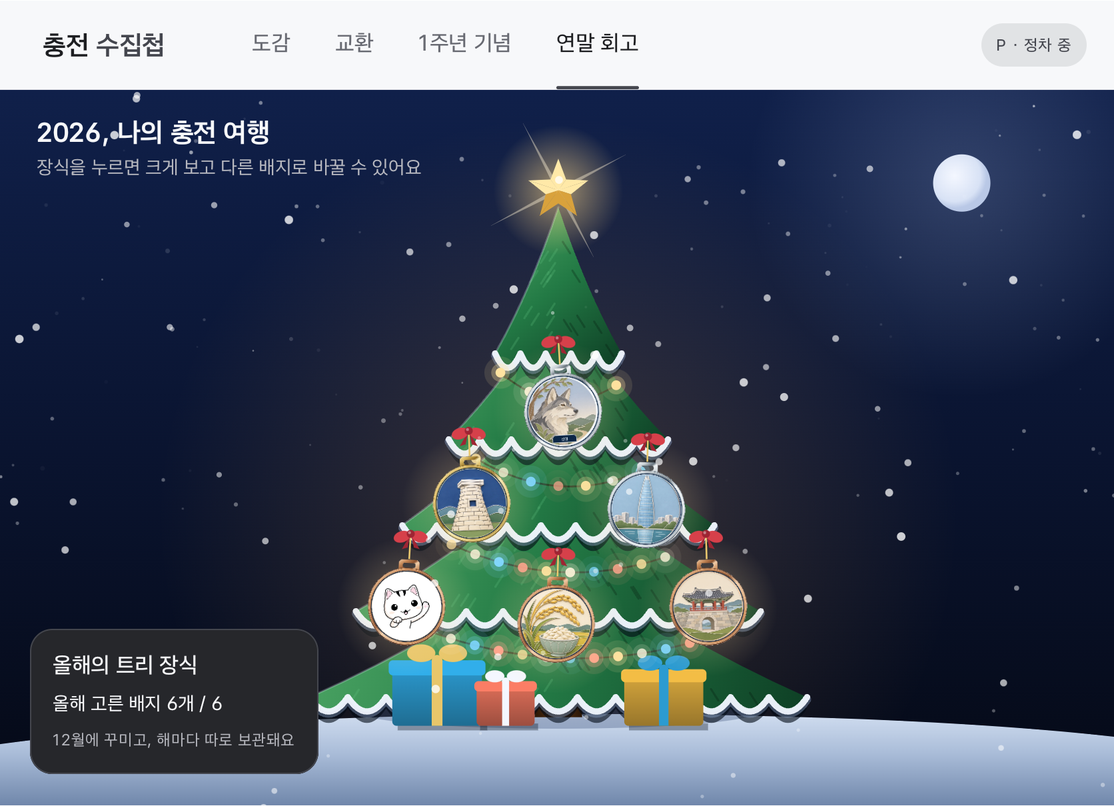 충전 수집첩
도감
교환
1주년 기념
연말 회고
P · 정차 중
2026, 나의 충전 여행
장식을 누르면 크게 보고 다른 배지로 바꿀 수 있어요
올해의 트리 장식
올해 고른 배지 6개 / 6
12월에 꾸미고, 해마다 따로 보관돼요